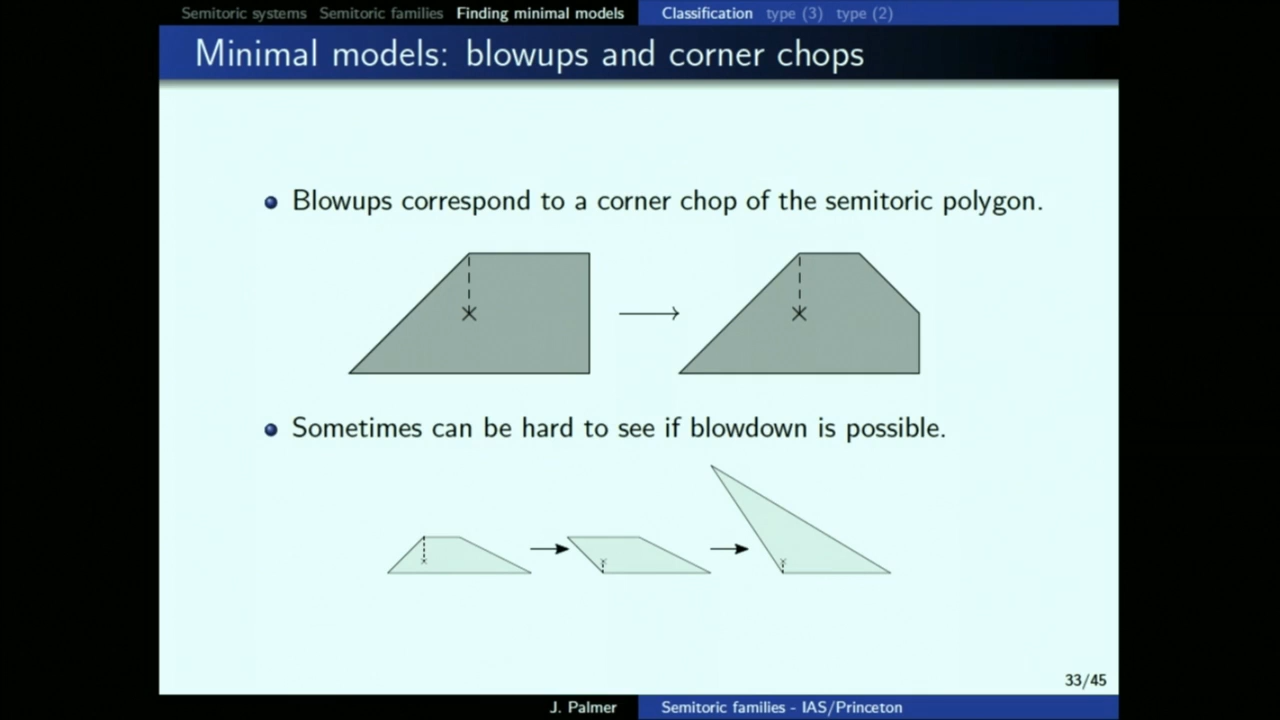 Semitoric systems Semitoric families Finding minimal models Classification type (3) type (2)
Minimal models: blowups and corner chops
Blowups correspond to a corner chop of the semitoric polygon.
Sometimes can be hard to see if blowdown is possible.
33/45
J. Palmer Semitoric families - IAS/Princeton